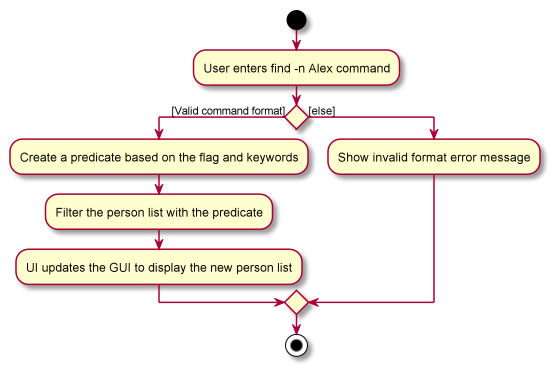 User enters find -n Alex command
[Valid command format]
[else]
Create a predicate based on the flag and keywords
Show invalid format error message
Filter the person list with the predicate
UI updates the GUI to display the new person list